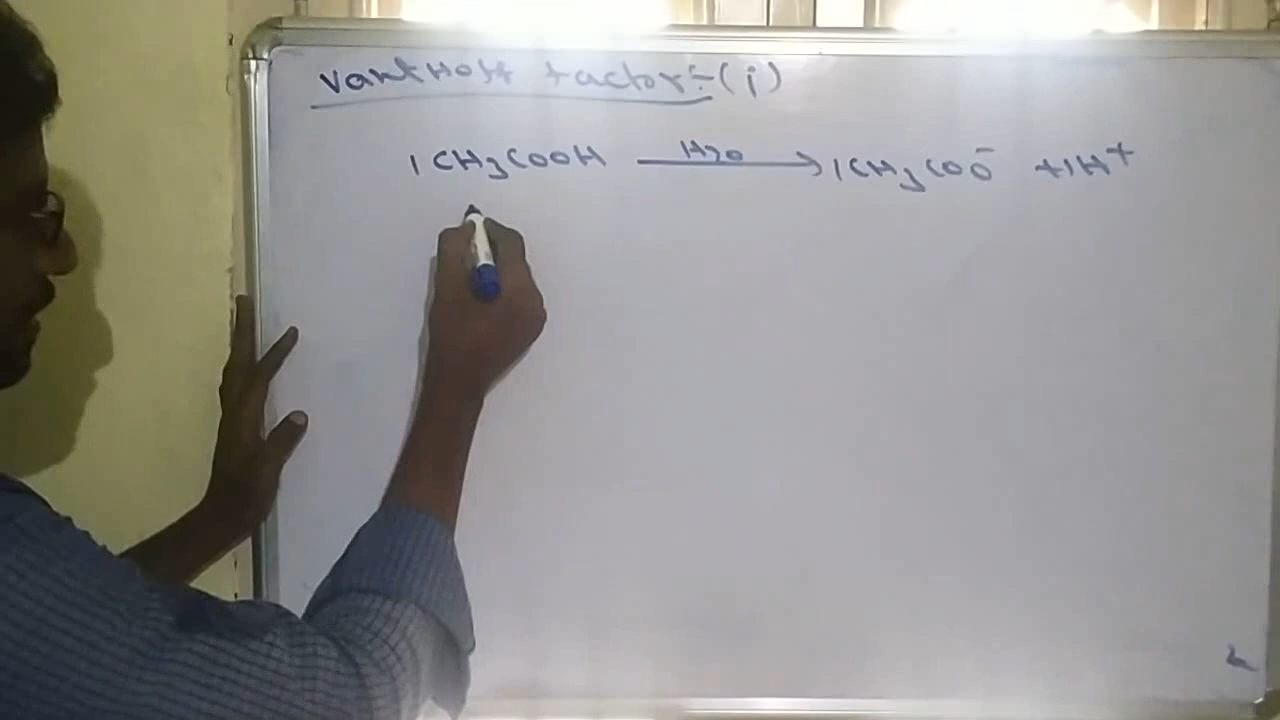 Vant Hoff factor:-(i)
1CH₃COOH —H₂O→ 1CH₃COO⁻ + 1H⁺